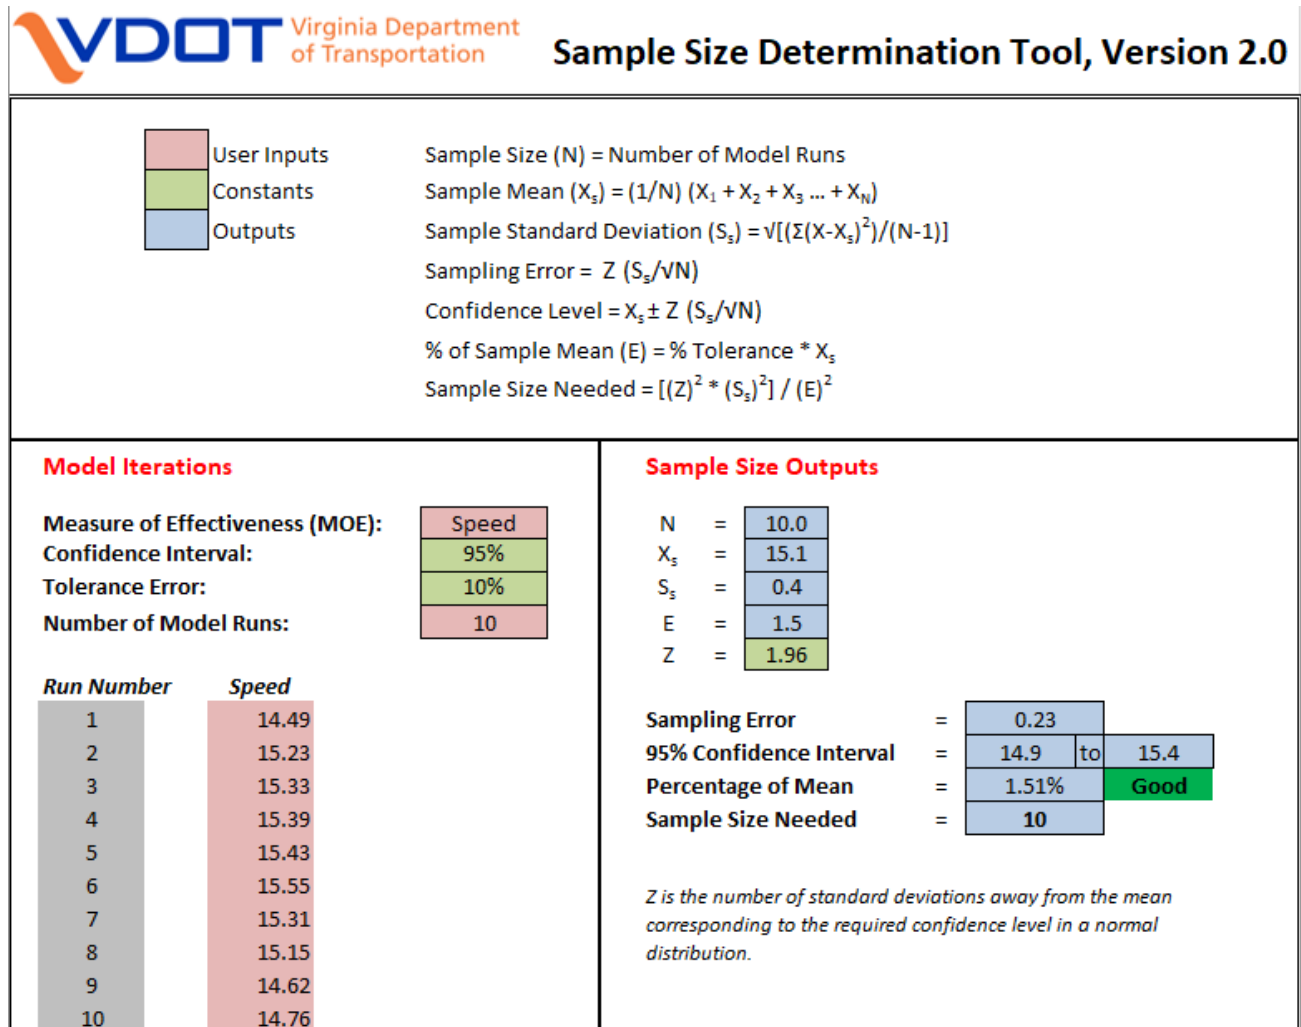 VDOT Virginia Department
of Transportation
Sample Size Determination Tool, Version 2.0
User Inputs
Constants
Outputs
Sample Size (N) = Number of Model Runs
Sample Mean (Xₛ) = (1/N) (X₁ + X₂ + X₃ ... + X_N)
Sample Standard Deviation (Sₛ) = √[(Σ(X-Xₛ)²)/(N-1)]
Sampling Error = Z (Sₛ/√N)
Confidence Level = Xₛ ± Z (Sₛ/√N)
% of Sample Mean (E) = % Tolerance * Xₛ
Sample Size Needed = [(Z)² * (Sₛ)²] / (E)²
Model Iterations
Measure of Effectiveness (MOE): Speed
Confidence Interval: 95%
Tolerance Error: 10%
Number of Model Runs: 10
Run Number Speed
1 14.49
2 15.23
3 15.33
4 15.39
5 15.43
6 15.55
7 15.31
8 15.15
9 14.62
10 14.76
Sample Size Outputs
N = 10.0
Xₛ = 15.1
Sₛ = 0.4
E = 1.5
Z = 1.96
Sampling Error = 0.23
95% Confidence Interval = 14.9 to 15.4
Percentage of Mean = 1.51% Good
Sample Size Needed = 10
Z is the number of standard deviations away from the mean
corresponding to the required confidence level in a normal
distribution.